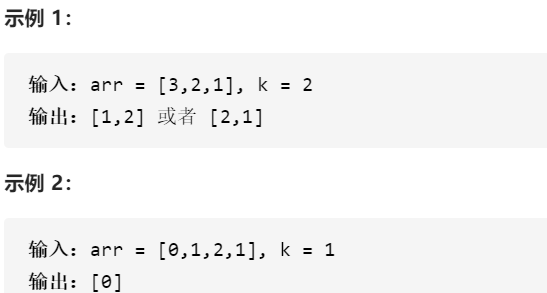 示例 1：
输入：arr = [3,2,1], k = 2
输出：[1,2] 或者 [2,1]
示例 2：
输入：arr = [0,1,2,1], k = 1
输出：[0]